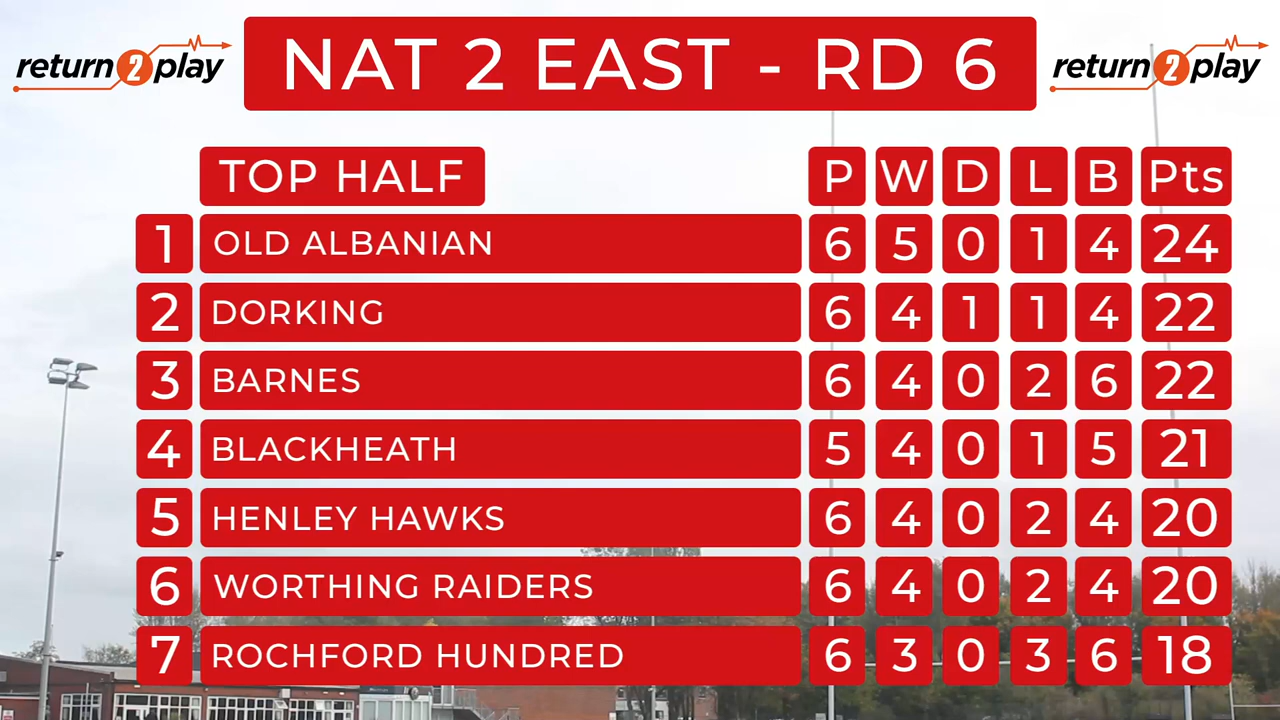 return2play NAT 2 EAST - RD 6 return2play
TOP HALF P W D L B Pts
1 OLD ALBANIAN 6 5 0 1 4 24
2 DORKING 6 4 1 1 4 22
3 BARNES 6 4 0 2 6 22
4 BLACKHEATH 5 4 0 1 5 21
5 HENLEY HAWKS 6 4 0 2 4 20
6 WORTHING RAIDERS 6 4 0 2 4 20
7 ROCHFORD HUNDRED 6 3 0 3 6 18